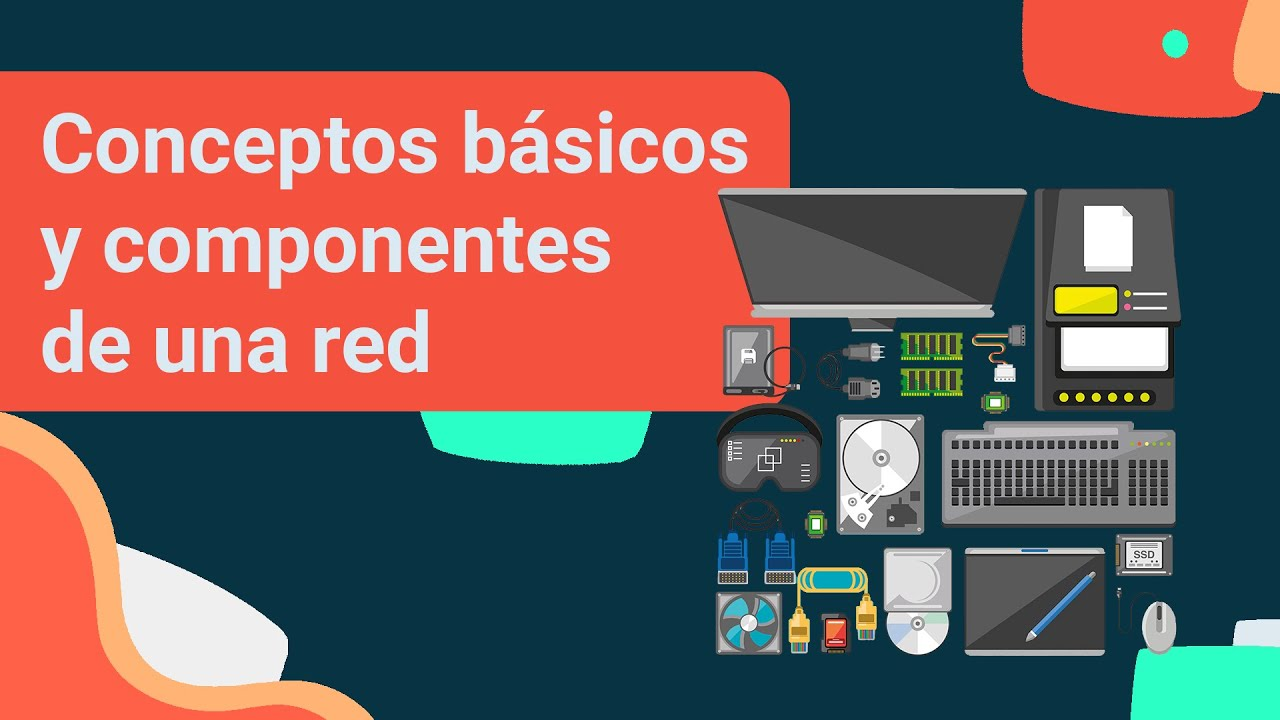 Conceptos básicos
y componentes
de una red
SSD